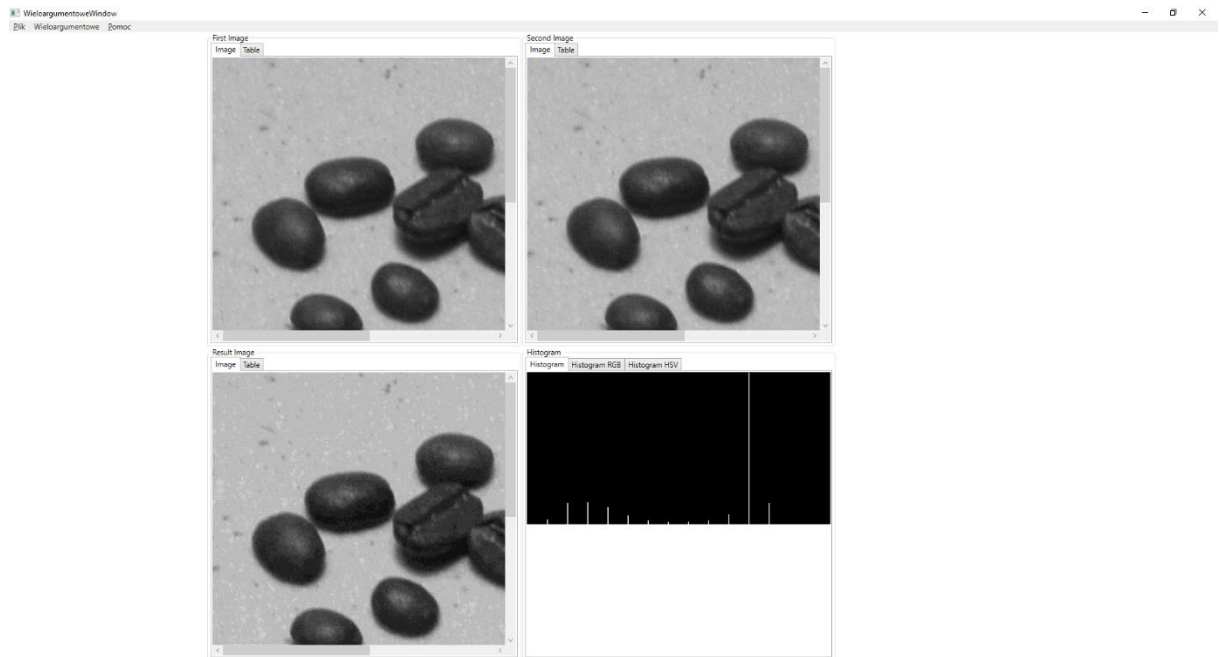 WieloargumentoweWindow
Plik Wieloargumentowe Pomoc
First Image
Image Table
Second Image
Image Table
Result Image
Image Table
Histogram
Histogram Histogram RGB Histogram HSV